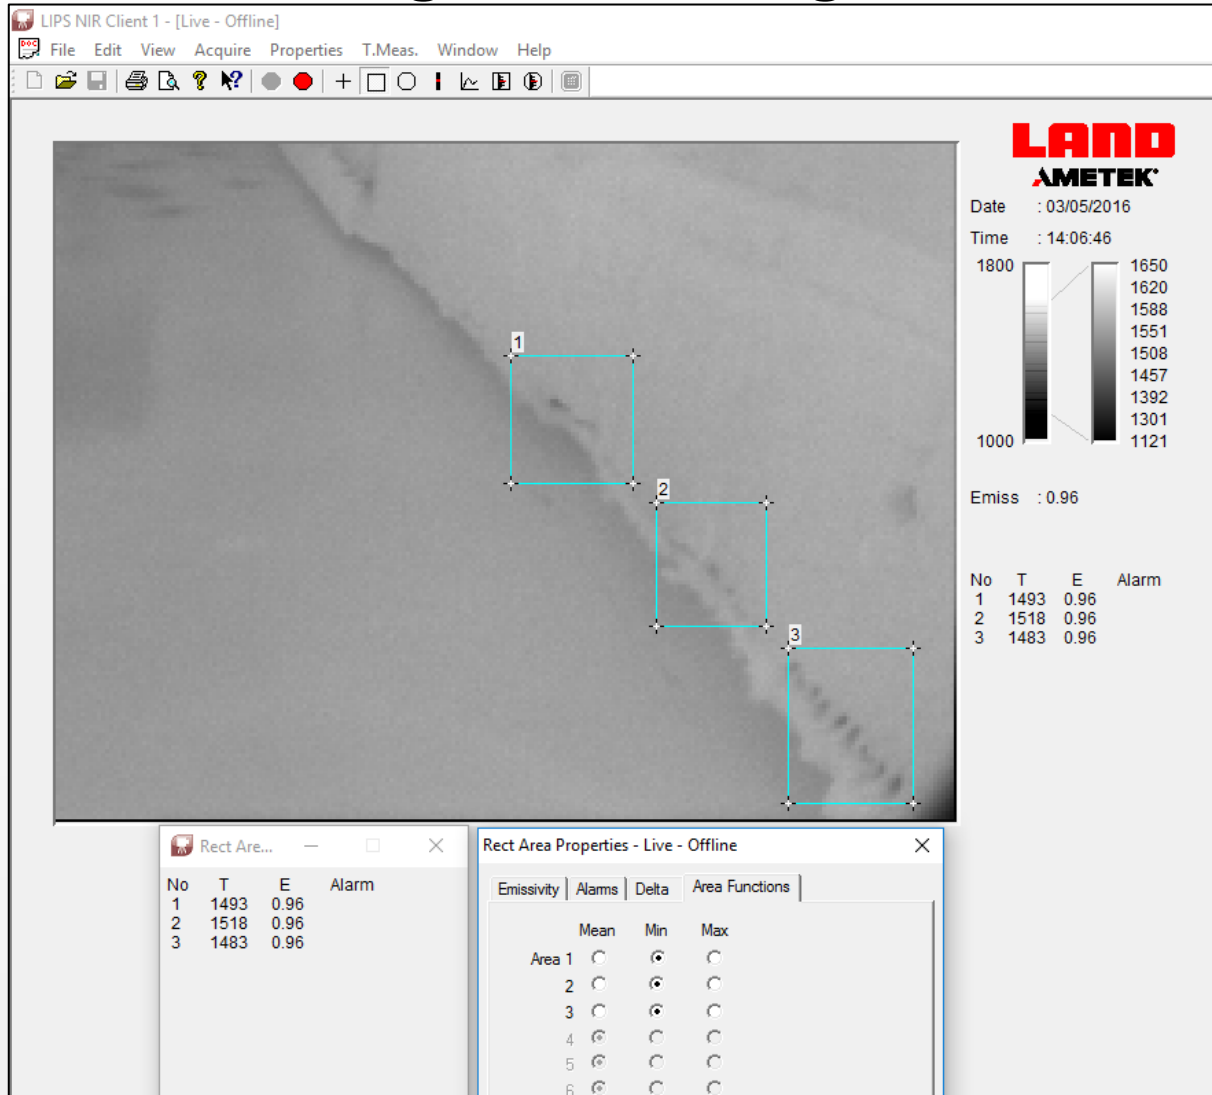 LIPS NIR Client 1 - [Live - Offline]
File Edit View Acquire Properties T.Meas. Window Help
LAND
AMETEK
Date : 03/05/2016
Time : 14:06:46
1800
1000
1650
1620
1588
1551
1508
1457
1392
1301
1121
Emiss : 0.96
No T E Alarm
1 1493 0.96
2 1518 0.96
3 1483 0.96
1
2
3
Rect Are...
No T E Alarm
1 1493 0.96
2 1518 0.96
3 1483 0.96
Rect Area Properties - Live - Offline
Emissivity Alarms Delta Area Functions
Mean Min Max
Area 1
2
3
4
5
6